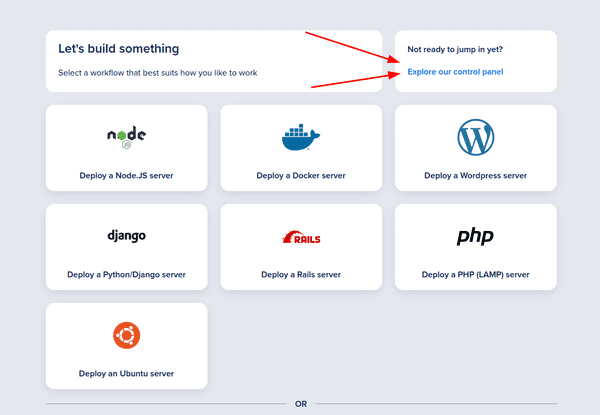 Let's build something
Select a workflow that best suits how you like to work
Not ready to jump in yet?
Explore our control panel
node
JS
Deploy a Node.JS server
Deploy a Docker server
W
Deploy a Wordpress server
django
Deploy a Python/Django server
RAILS
Deploy a Rails server
php
Deploy a PHP (LAMP) server
Deploy an Ubuntu server
OR